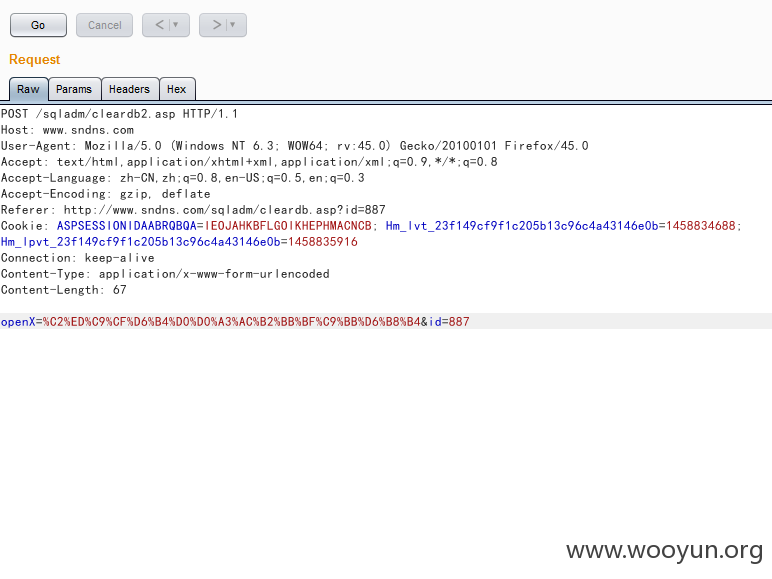 Go Cancel < ▼ > ▼
Request
Raw Params Headers Hex
POST /sqladm/cleardb2.asp HTTP/1.1
Host: www.sndns.com
User-Agent: Mozilla/5.0 (Windows NT 6.3; WOW64; rv:45.0) Gecko/20100101 Firefox/45.0
Accept: text/html,application/xhtml+xml,application/xml;q=0.9,*/*;q=0.8
Accept-Language: zh-CN,zh;q=0.8,en-US;q=0.5,en;q=0.3
Accept-Encoding: gzip, deflate
Referer: http://www.sndns.com/sqladm/cleardb.asp?id=887
Cookie: ASPSESSIONIDAABRQBQA=IEOJAHKBFLGOIKHEPHMACNCB; Hm_lvt_23f149cf9f1c205b13c96c4a43146e0b=1458834688;
Hm_lpvt_23f149cf9f1c205b13c96c4a43146e0b=1458835916
Connection: keep-alive
Content-Type: application/x-www-form-urlencoded
Content-Length: 67
openX=%C2%ED%C9%CF%D6%B4%D0%D0%A3%AC%B2%BB%BF%C9%BB%D6%B8%B4&id=887
www.wooyun.org